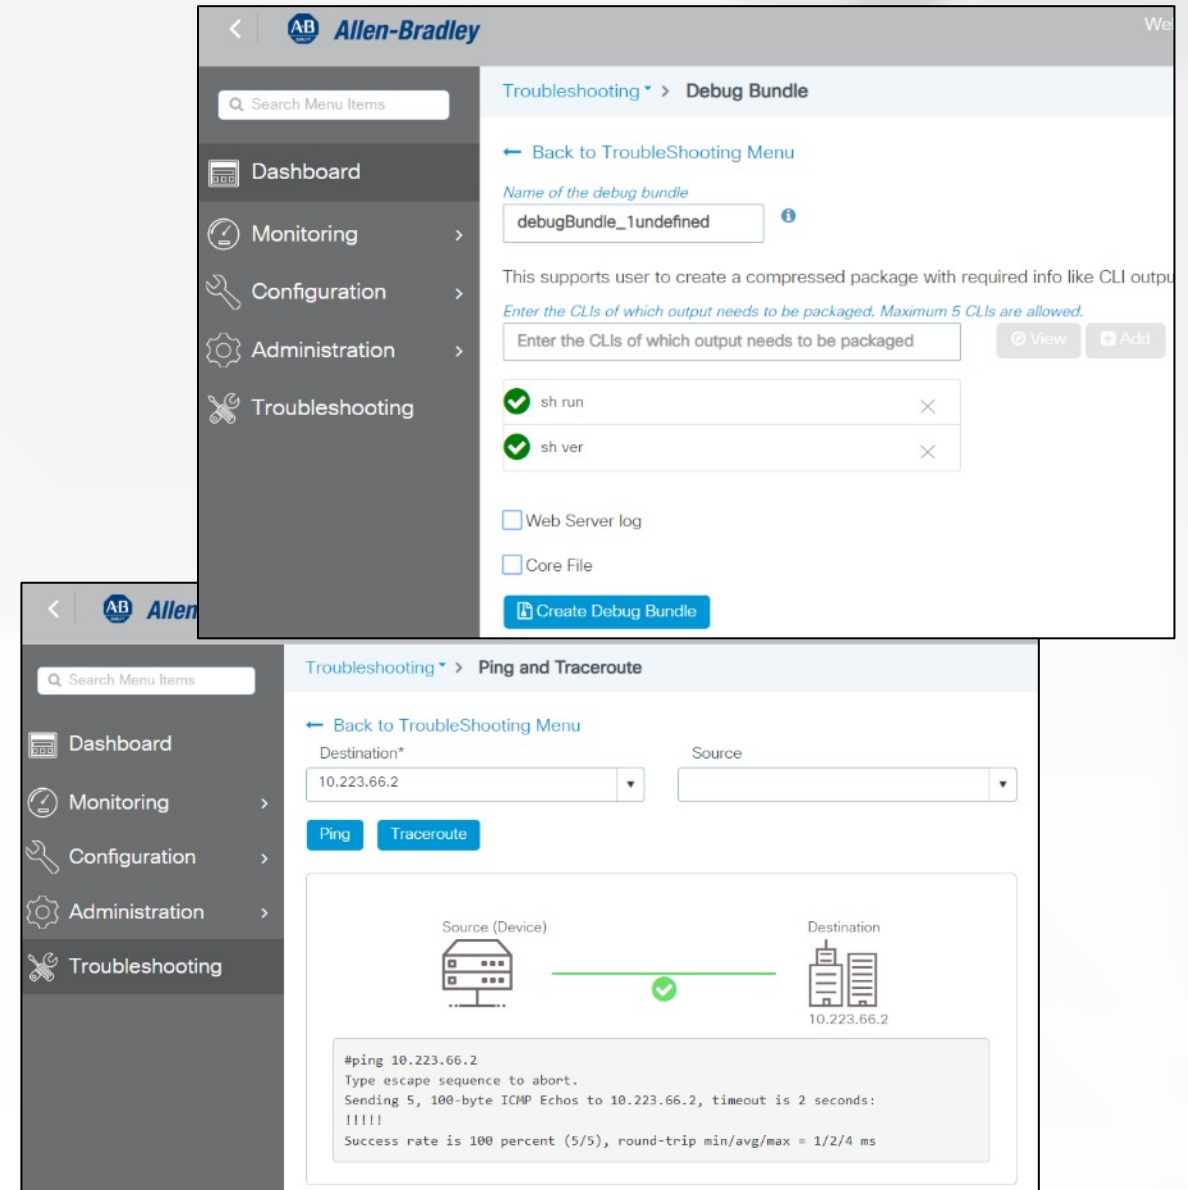 AB
QUALITY
Allen-Bradley
Search Menu Items
Dashboard
Monitoring
Configuration
Administration
Troubleshooting
Troubleshooting > Debug Bundle
Back to TroubleShooting Menu
Name of the debug bundle
debugBundle_1undefined
This supports user to create a compressed package with required info like CLI outpu
Enter the CLIs of which output needs to be packaged. Maximum 5 CLIs are allowed.
Enter the CLIs of which output needs to be packaged
View
Add
sh run
sh ver
Web Server log
Core File
Create Debug Bundle
AB
Allen
Search Menu Items
Dashboard
Monitoring
Configuration
Administration
Troubleshooting
Troubleshooting > Ping and Traceroute
Back to TroubleShooting Menu
Destination* Source
10.223.66.2
Ping Traceroute
Source (Device) Destination
10.223.66.2
#ping 10.223.66.2
Type escape sequence to abort.
Sending 5, 100-byte ICMP Echos to 10.223.66.2, timeout is 2 seconds:
!!!!!
Success rate is 100 percent (5/5), round-trip min/avg/max = 1/2/4 ms